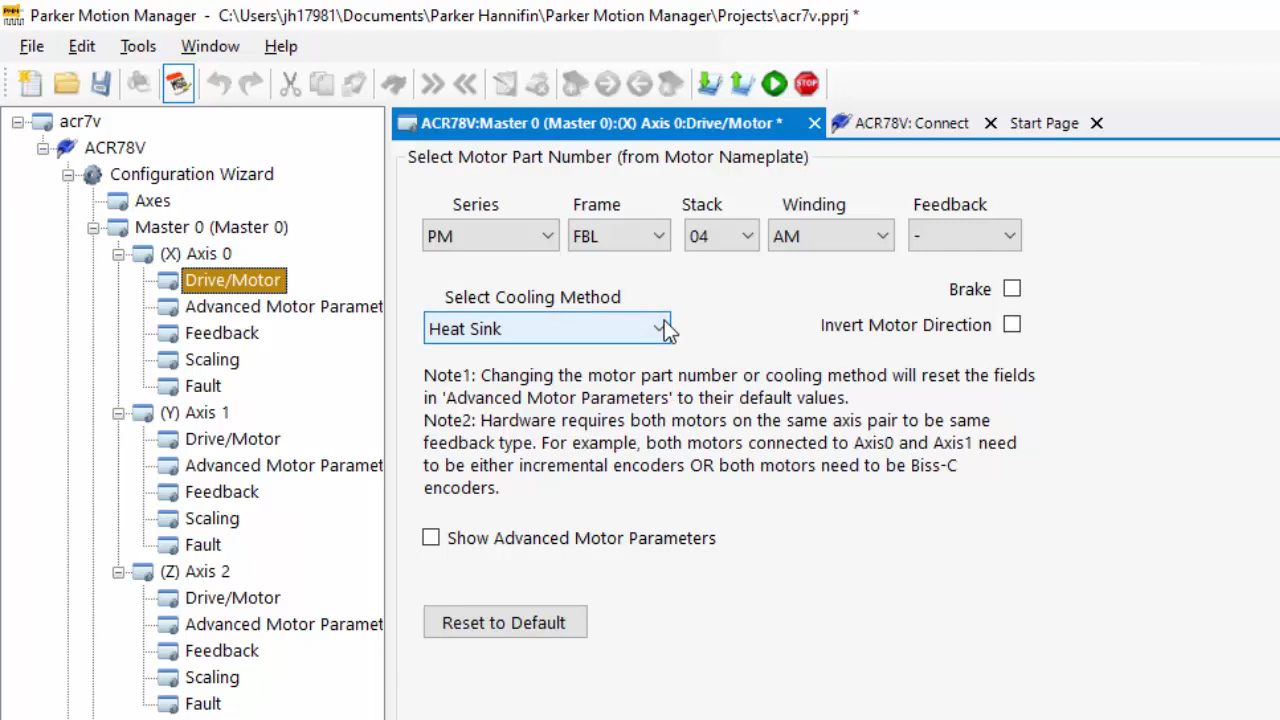 Parker Motion Manager - C:\Users\jh17981\Documents\Parker Hannifin\Parker Motion Manager\Projects\acr7v.pprj *
File Edit Tools Window Help
STOP
acr7v
ACR78V
Configuration Wizard
Axes
Master 0 (Master 0)
(X) Axis 0
Drive/Motor
Advanced Motor Paramet
Feedback
Scaling
Fault
(Y) Axis 1
Drive/Motor
Advanced Motor Paramet
Feedback
Scaling
Fault
(Z) Axis 2
Drive/Motor
Advanced Motor Paramet
Feedback
Scaling
Fault
ACR78V:Master 0 (Master 0):(X) Axis 0:Drive/Motor *
ACR78V: Connect
Start Page
Select Motor Part Number (from Motor Nameplate)
Series Frame Stack Winding Feedback
PM FBL 04 AM -
Select Cooling Method
Heat Sink
Brake
Invert Motor Direction
Note1: Changing the motor part number or cooling method will reset the fields
in 'Advanced Motor Parameters' to their default values.
Note2: Hardware requires both motors on the same axis pair to be same
feedback type. For example, both motors connected to Axis0 and Axis1 need
to be either incremental encoders OR both motors need to be Biss-C
encoders.
Show Advanced Motor Parameters
Reset to Default